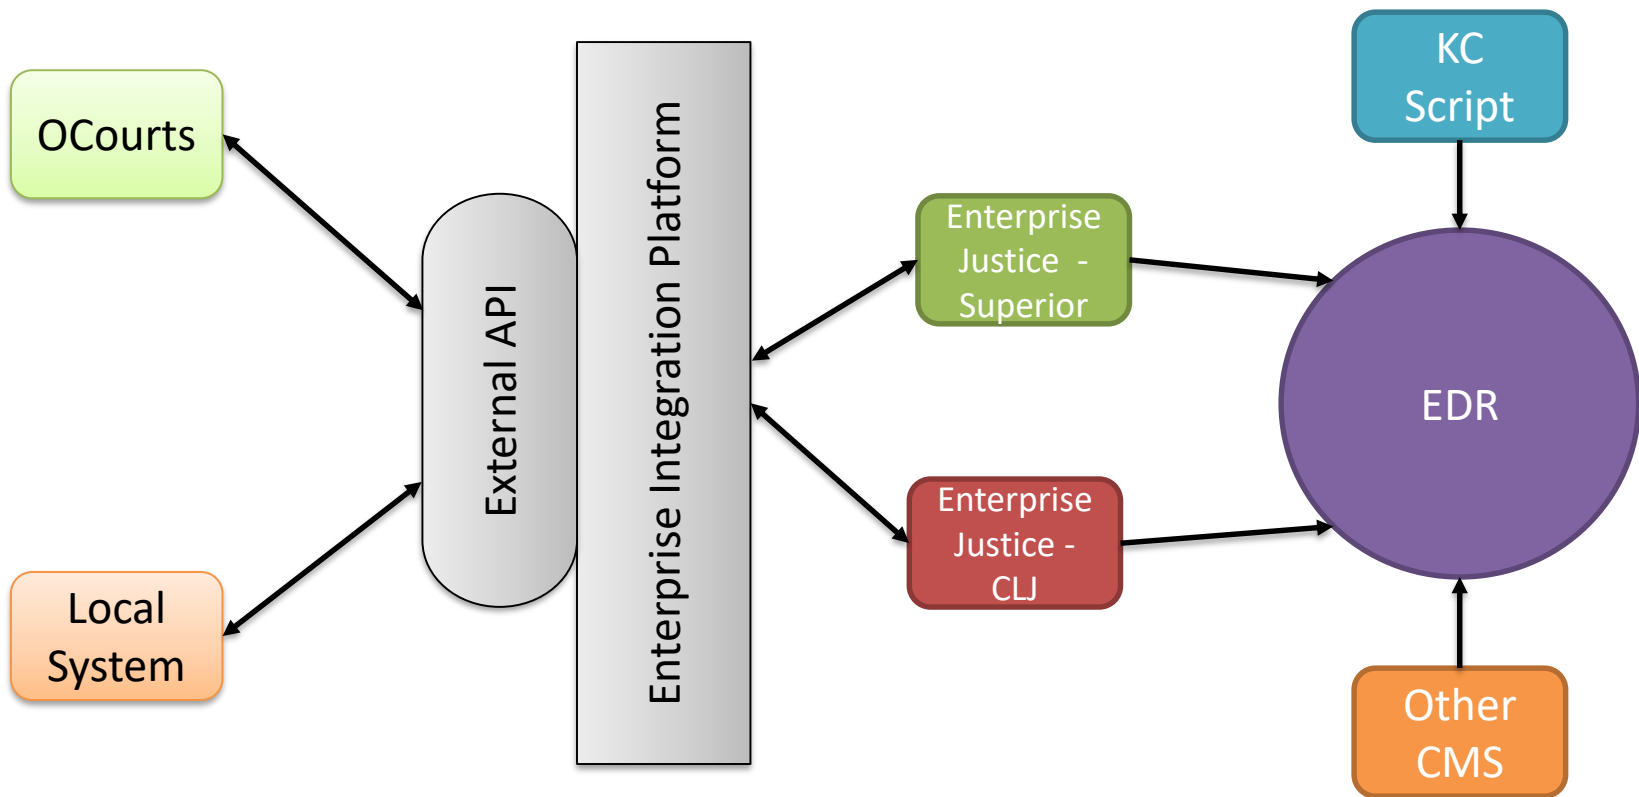 OCourts
Local
System
External API
Enterprise Integration Platform
Enterprise
Justice -
Superior
Enterprise
Justice -
CLJ
KC
Script
EDR
Other
CMS